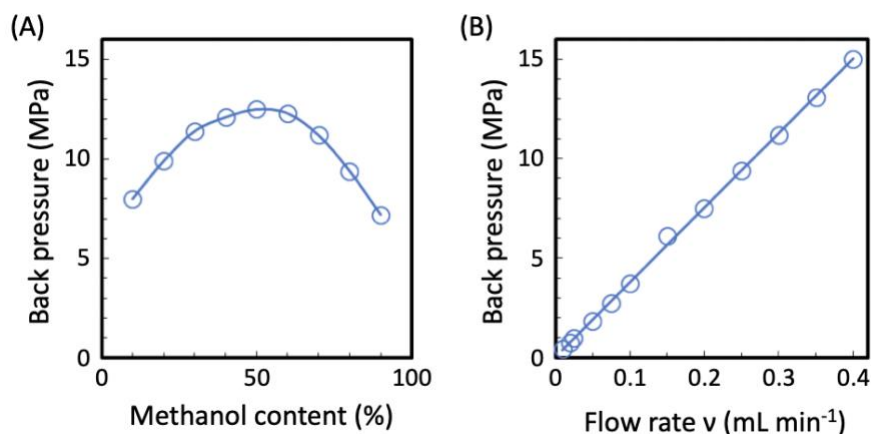 (A)
Back pressure (MPa)
15
10
5
0
0
50
100
Methanol content (%)
(B)
Back pressure (MPa)
15
10
5
0
0
0.1
0.2
0.3
0.4
Flow rate ν (mL min⁻¹)